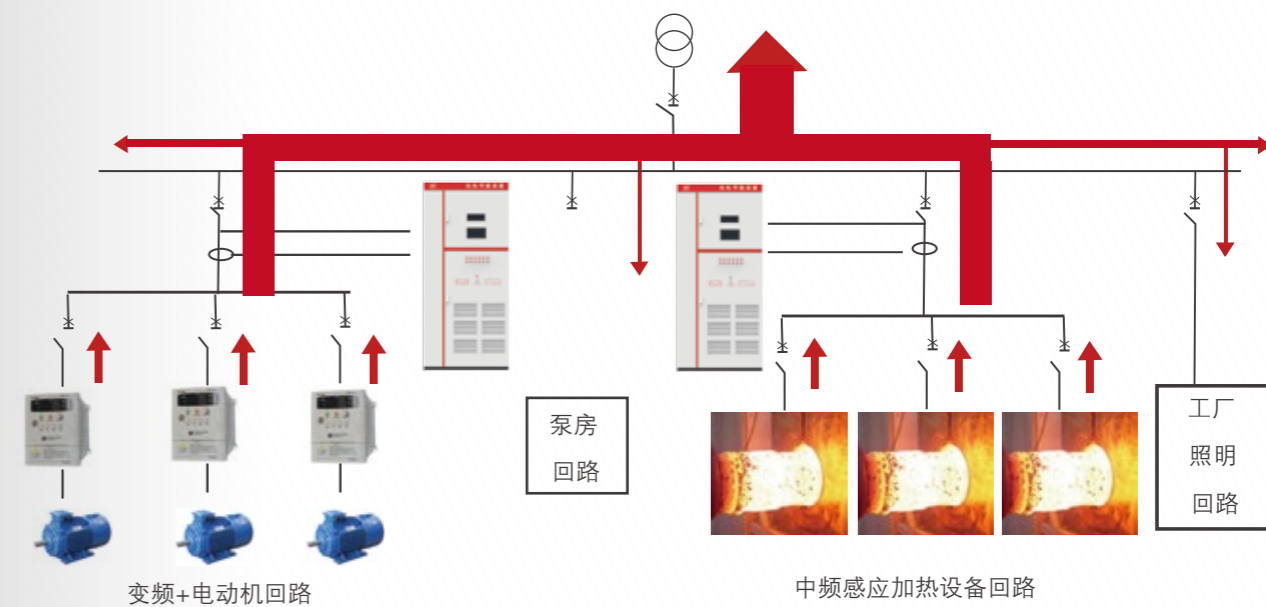 泵房
回路
工厂
照明
回路
变频+电动机回路
中频感应加热设备回路